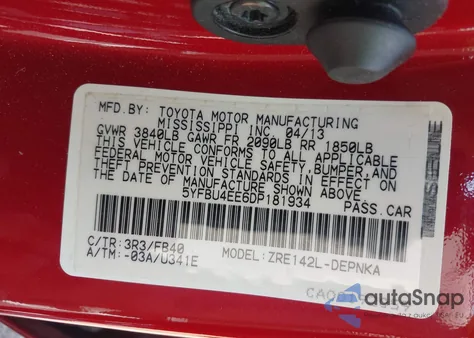 MFD.BY: TOYOTA MOTOR MANUFACTURING
MISSISSIPPI INC 04/13
GVWR 3840LB GAWR FR 2090LB RR 1850LB
THIS VEHICLE CONFORMS TO ALL APPLICABLE
FEDERAL MOTOR VEHICLE SAFETY,BUMPER,AND
THEFT PREVENTION STANDARDS IN EFFECT ON
THE DATE OF MANUFACTURE SHOWN ABOVE.
5YFBU4EE6DP181934 PASS.CAR
C/TR:3R3/FB40 MODEL:ZRE142L-DEPNKA
A/TM:-03A/U341E
autoSnap